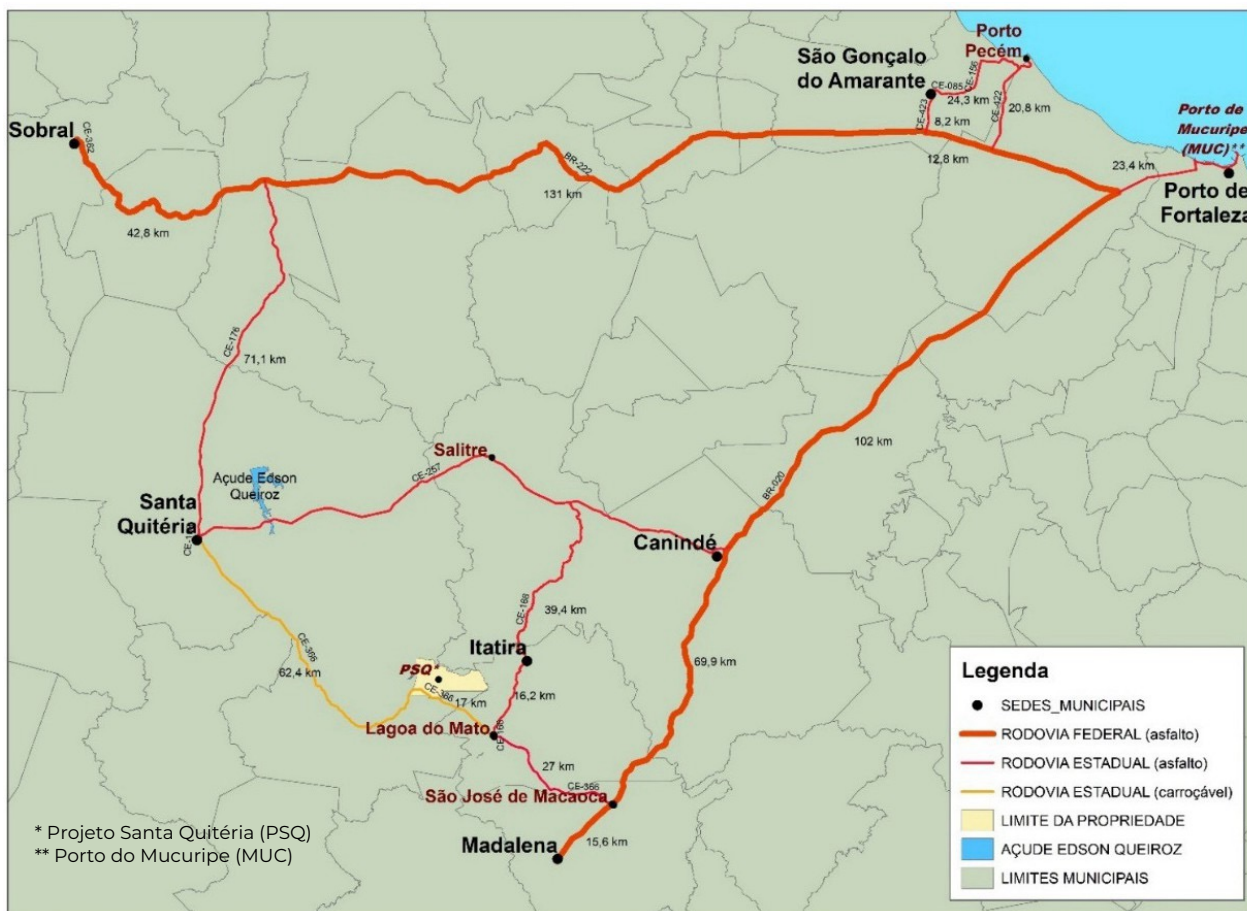 Porto
Pecém
São Gonçalo
do Amarante
CE-085
CE-156
24,3 km
CE-422
20,8 km
CE-423
8,2 km
Porto de
Mucuripe
(MUC)**
Sobral
CE-362
BR-222
12,8 km
23,4 km
Porto de
Fortaleza
131 km
42,8 km
CE-176
71,1 km
102 km
BR-020
Salitre
CE-257
Açude Edson
Queiroz
Santa
Quitéria
CE-1
Canindé
CE-168
39,4 km
Itatira
CE-366
62,4 km
PSQ*
CE-366
17 km
16,2 km
69,9 km
Lagoa do Mato
CE-168
27 km
CE-366
São José de Macaoca
Madalena
15,6 km
* Projeto Santa Quitéria (PSQ)
** Porto do Mucuripe (MUC)
Legenda
SEDES_MUNICIPAIS
RODOVIA FEDERAL (asfalto)
RODOVIA ESTADUAL (asfalto)
RODOVIA ESTADUAL (carroçável)
LIMITE DA PROPRIEDADE
AÇUDE EDSON QUEIROZ
LIMITES MUNICIPAIS